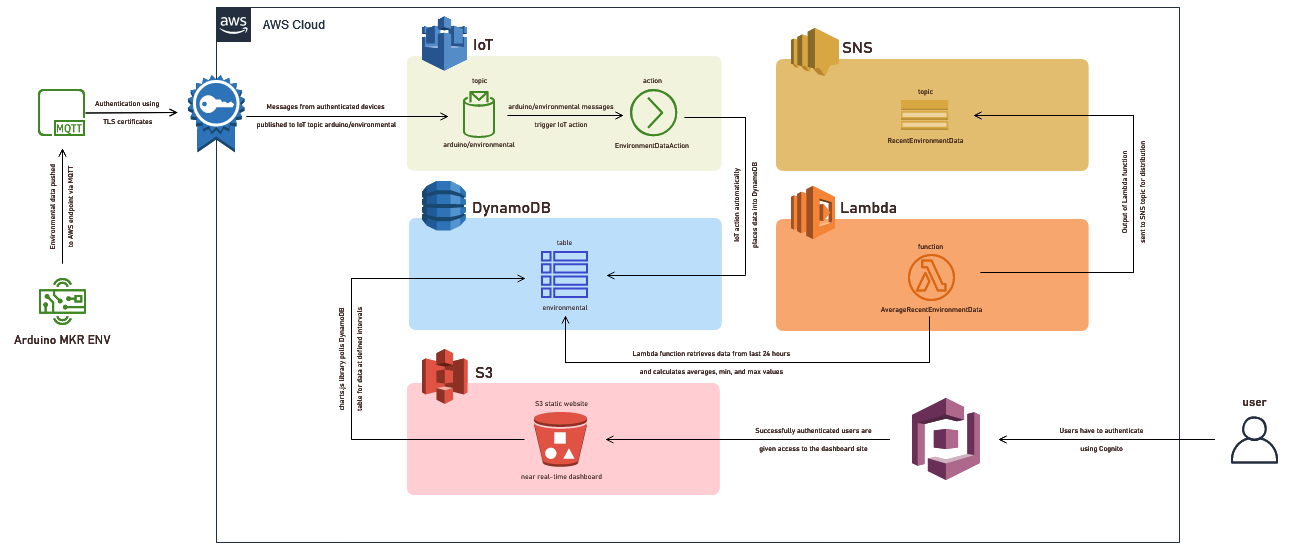 aws
AWS Cloud
IoT
topic
arduino/environmental
arduino/environmental messages
trigger IoT action
action
EnvironmentDataAction
SNS
topic
RecentEnvironmentData
MQTT
Authentication using
TLS certificates
Messages from authenticated devices
published to IoT topic arduino/environmental
Environmental data pushed
to AWS endpoint via MQTT
Arduino MKR ENV
IoT action automatically
places data into DynamoDB
Output of Lambda function
sent to SNS topic for distribution
DynamoDB
table
environmental
Lambda
function
AverageRecentEnvironmentData
Lambda function retrieves data from last 24 hours
and calculates averages, min, and max values
charts.js library polls DynamoDB
table for data at defined intervals
S3
S3 static website
near real-time dashboard
Successfully authenticated users are
given access to the dashboard site
Users have to authenticate
using Cognito
user